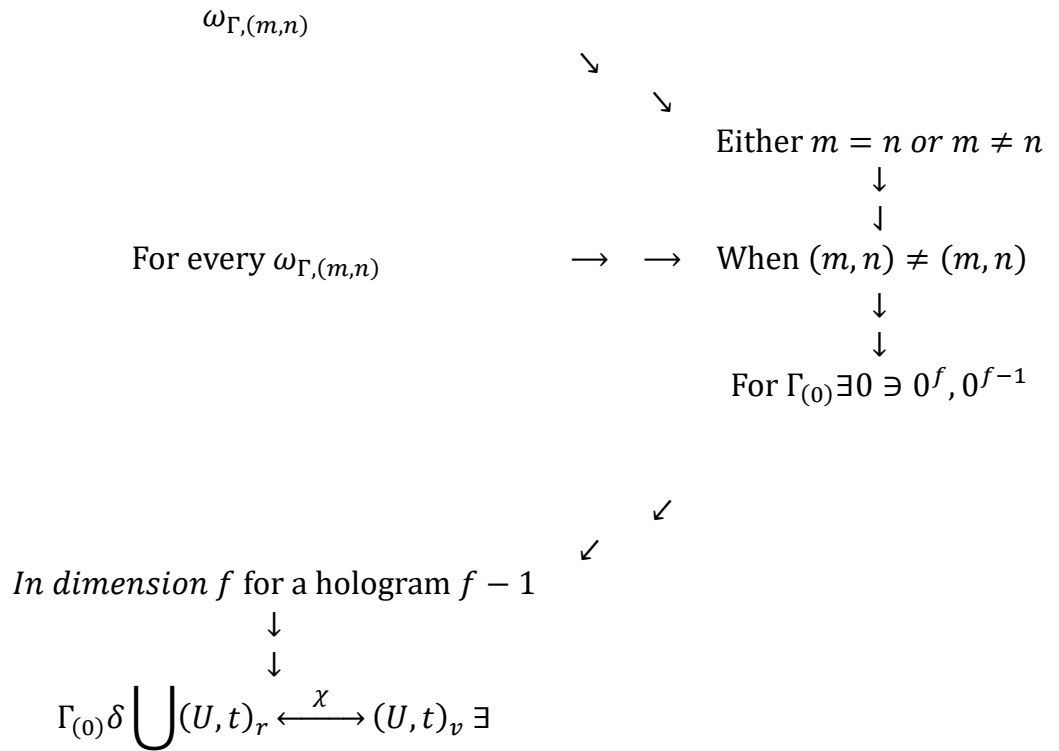 ω_{Γ,(m,n)}
↘
↘
Either m = n or m ≠ n
↓
⇃
For every ω_{Γ,(m,n)} → → When (m, n) ≠ (m, n)
↓
↓
For Γ_{(0)}∃0 ∋ 0^f, 0^{f−1}
↙
↙
In dimension f for a hologram f − 1
↓
↓
Γ_{(0)}δ ⋃(U, t)_r \overset{χ}{⟷} (U, t)_v ∃